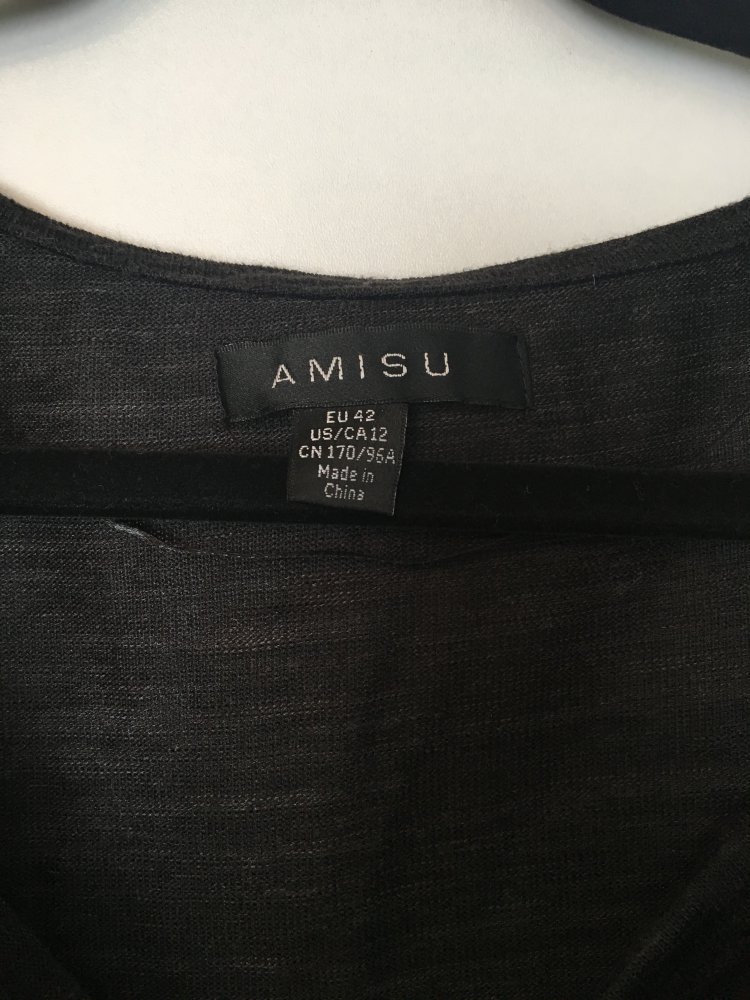 AMISU
EU 42
US/CA 12
CN 170/96A
Made in
China